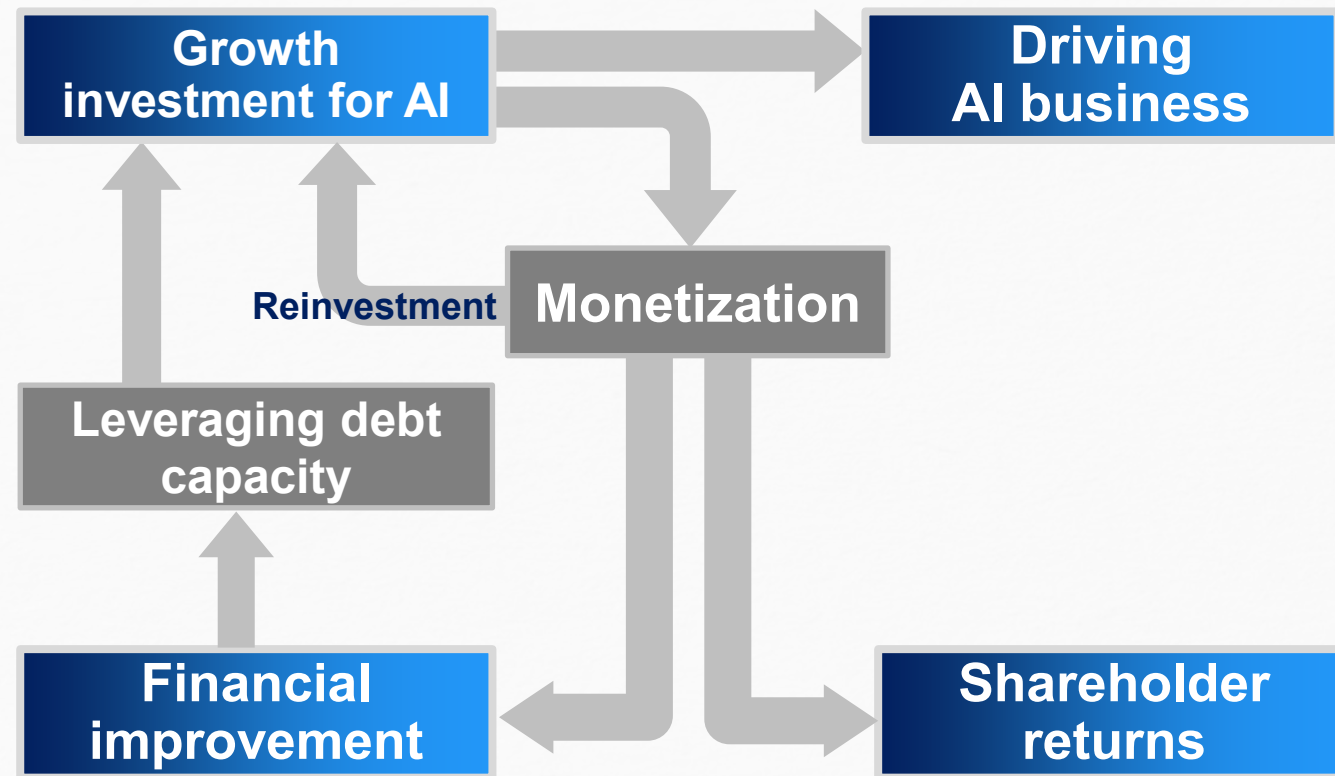 Growth
investment for AI
Driving
AI business
Reinvestment
Monetization
Leveraging debt
capacity
Financial
improvement
Shareholder
returns